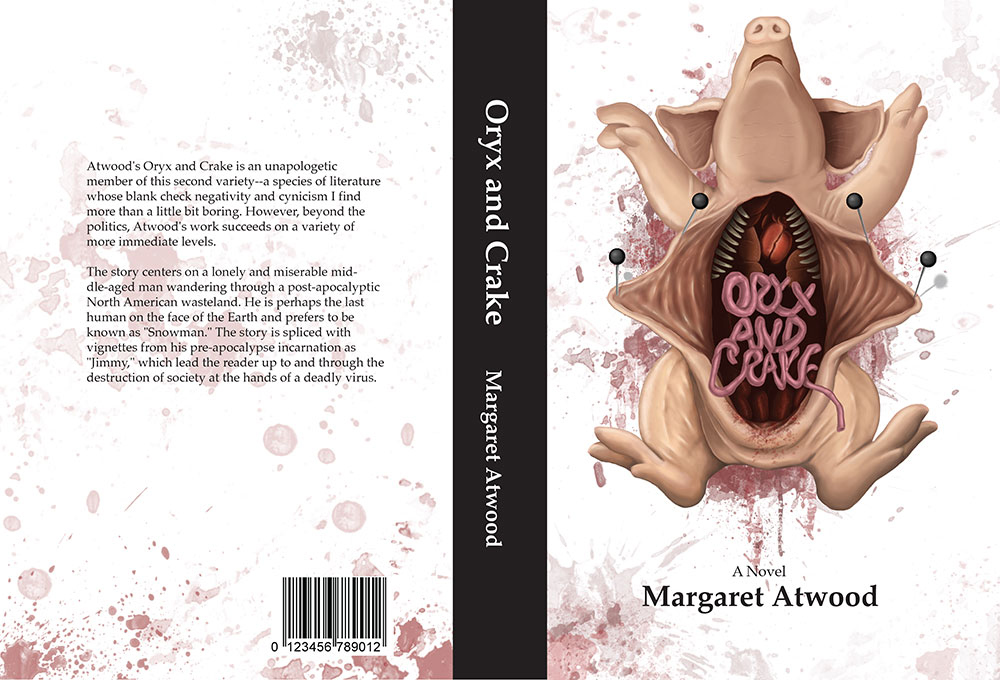 Atwood's Oryx and Crake is an unapologetic
member of this second variety--a species of literature
whose blank check negativity and cynicism I find
more than a little bit boring. However, beyond the
politics, Atwood's work succeeds on a variety of
more immediate levels.
The story centers on a lonely and miserable mid-
dle-aged man wandering through a post-apocalyptic
North American wasteland. He is perhaps the last
human on the face of the Earth and prefers to be
known as "Snowman." The story is spliced with
vignettes from his pre-apocalypse incarnation as
"Jimmy," which lead the reader up to and through the
destruction of society at the hands of a deadly virus.
0 123456 789012
Oryx and Crake Margaret Atwood
ORYX
AND
CRAKE
A Novel
Margaret Atwood